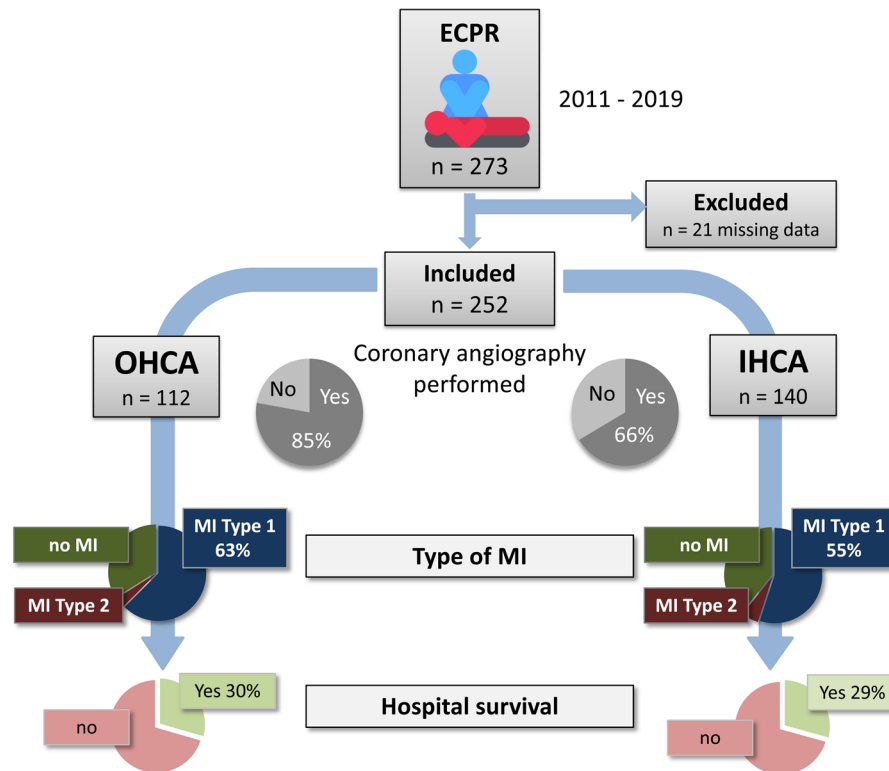 ECPR
n = 273
2011 - 2019
Excluded
n = 21 missing data
Included
n = 252
OHCA
n = 112
No
Yes
85%
Coronary angiography
performed
No
Yes
66%
IHCA
n = 140
no MI
MI Type 1
63%
MI Type 2
Type of MI
no MI
MI Type 1
55%
MI Type 2
Yes 30%
no
Hospital survival
Yes 29%
no